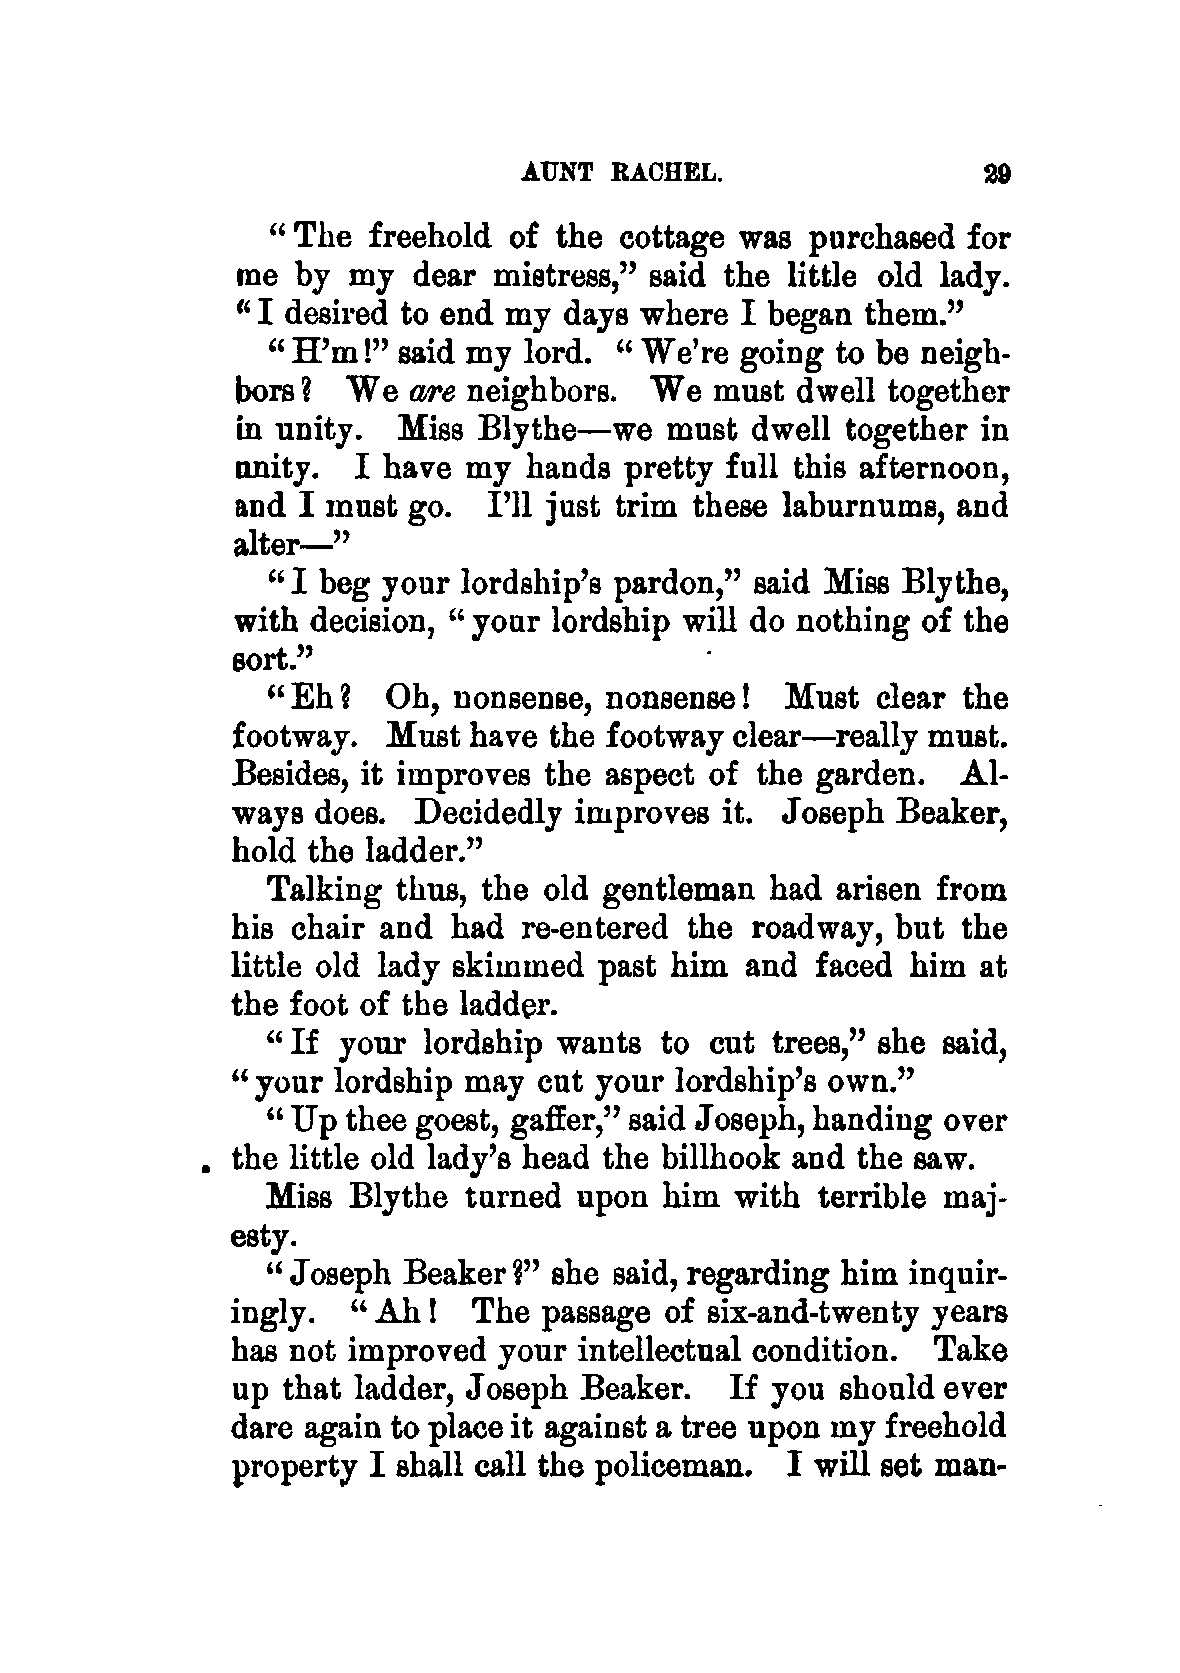 AUNT RACHEL. 29
“The freehold of the cottage was purchased for
me by my dear mistress,” said the little old lady.
“I desired to end my days where I began them.”
“H’m!” said my lord. “We’re going to be neigh-
bors? We are neighbors. We must dwell together
in unity. Miss Blythe—we must dwell together in
unity. I have my hands pretty full this afternoon,
and I must go. I’ll just trim these laburnums, and
alter—”
“I beg your lordship’s pardon,” said Miss Blythe,
with decision, “your lordship will do nothing of the
sort.”
“Eh? Oh, nonsense, nonsense! Must clear the
footway. Must have the footway clear—really must.
Besides, it improves the aspect of the garden. Al-
ways does. Decidedly improves it. Joseph Beaker,
hold the ladder.”
Talking thus, the old gentleman had arisen from
his chair and had re-entered the roadway, but the
little old lady skimmed past him and faced him at
the foot of the ladder.
“If your lordship wants to cut trees,” she said,
“your lordship may cut your lordship’s own.”
“Up thee goest, gaffer,” said Joseph, handing over
the little old lady’s head the billhook and the saw.
Miss Blythe turned upon him with terrible maj-
esty.
“Joseph Beaker?” she said, regarding him inquir-
ingly. “Ah! The passage of six-and-twenty years
has not improved your intellectual condition. Take
up that ladder, Joseph Beaker. If you should ever
dare again to place it against a tree upon my freehold
property I shall call the policeman. I will set man-